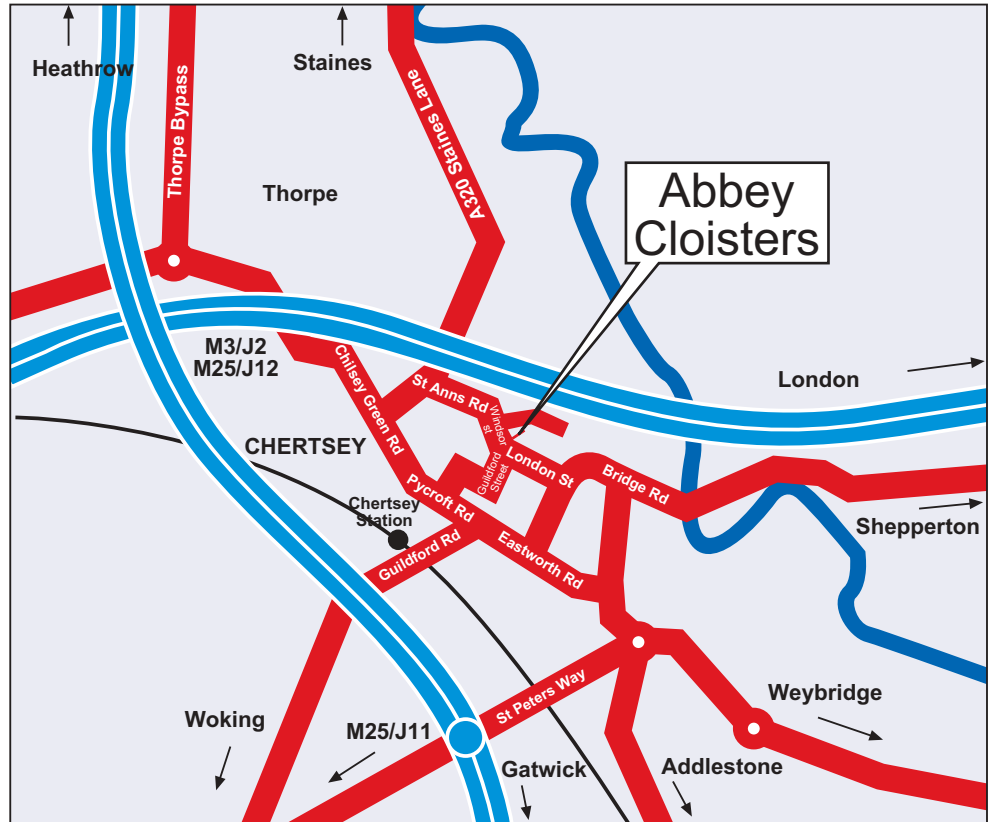 Heathrow
Staines
Thorpe Bypass
A320 Staines Lane
Thorpe
Abbey
Cloisters
M3/J2
M25/J12
London
Chilsey Green Rd
St Anns Rd
Windsor
st
CHERTSEY
Guildford
Street
London St
Bridge Rd
Pycroft Rd
Chertsey
Station
Shepperton
Guildford Rd
Eastworth Rd
St Peters Way
Weybridge
Woking
M25/J11
Gatwick
Addlestone